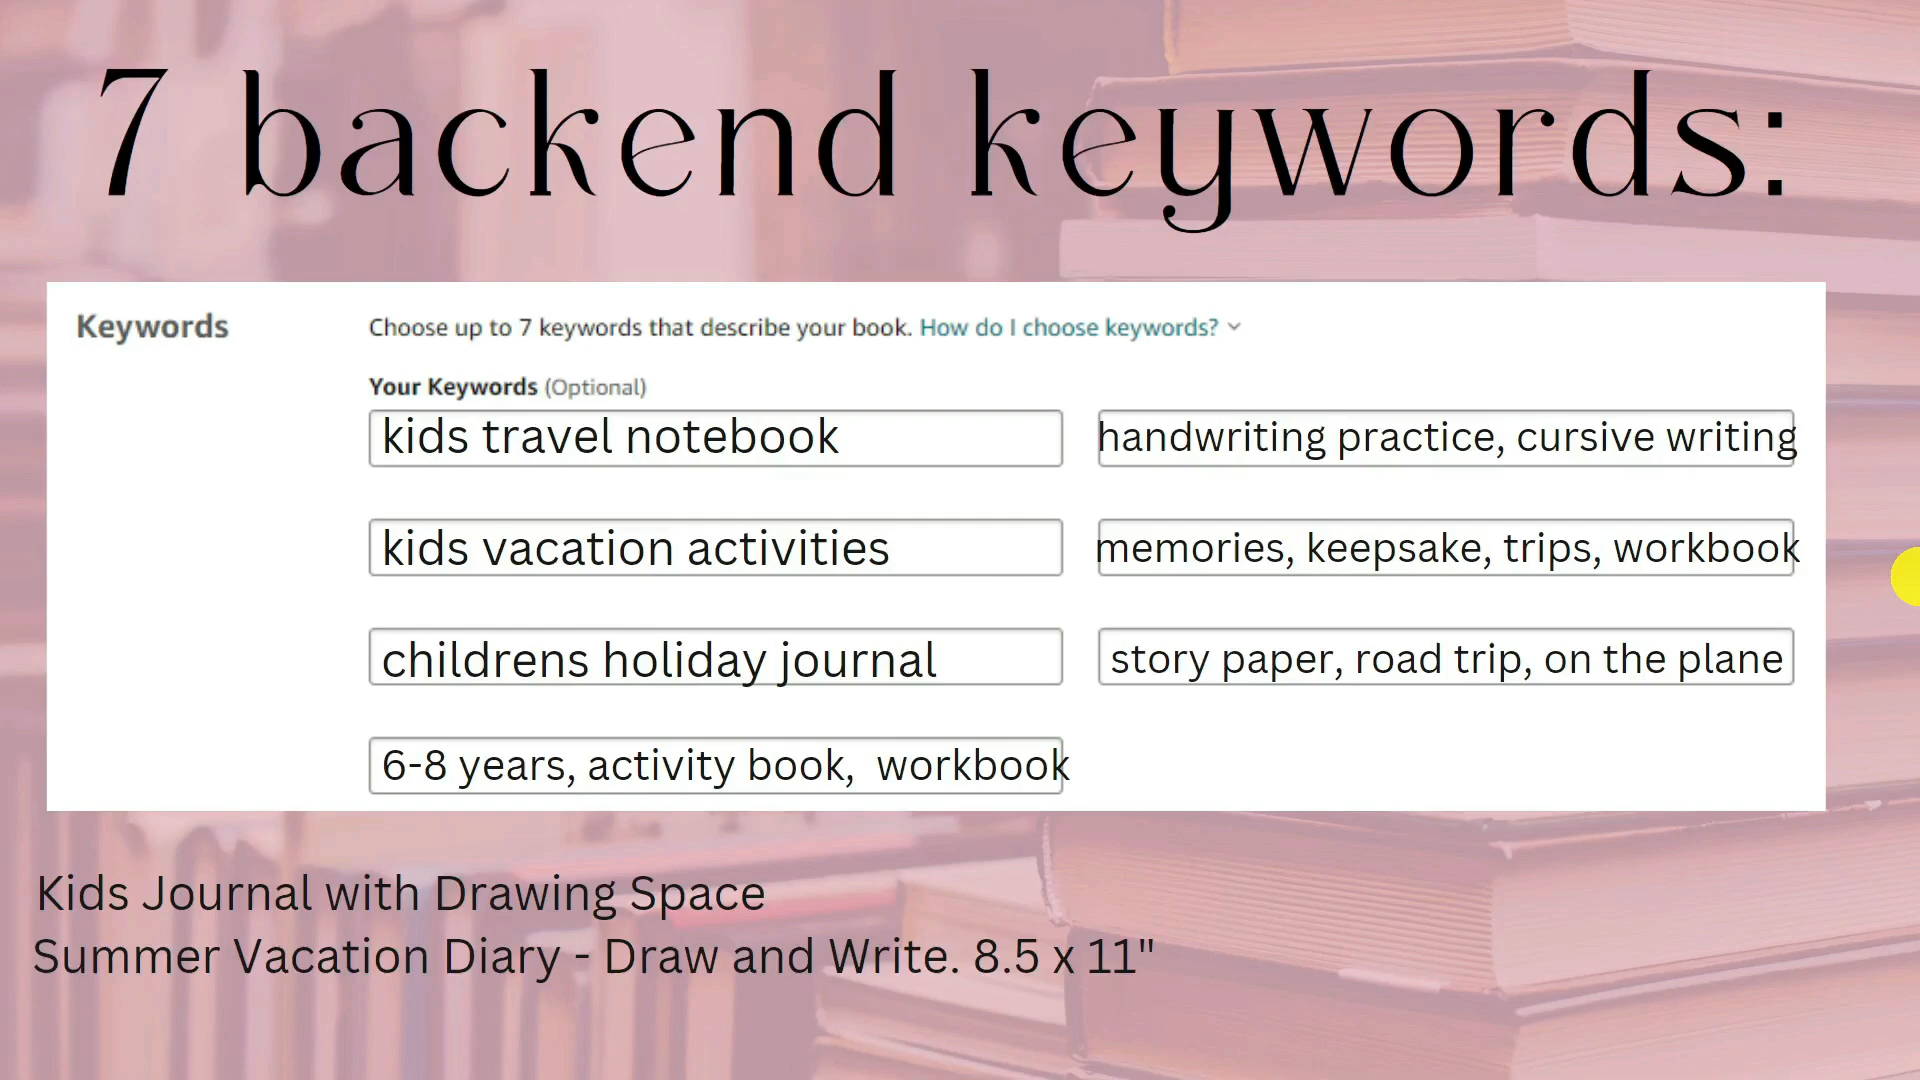 7 backend keywords:
Keywords
Choose up to 7 keywords that describe your book. How do I choose keywords?
Your Keywords (Optional)
kids travel notebook
handwriting practice, cursive writing
kids vacation activities
memories, keepsake, trips, workbook
childrens holiday journal
story paper, road trip, on the plane
6-8 years, activity book, workbook
Kids Journal with Drawing Space
Summer Vacation Diary - Draw and Write. 8.5 x 11"